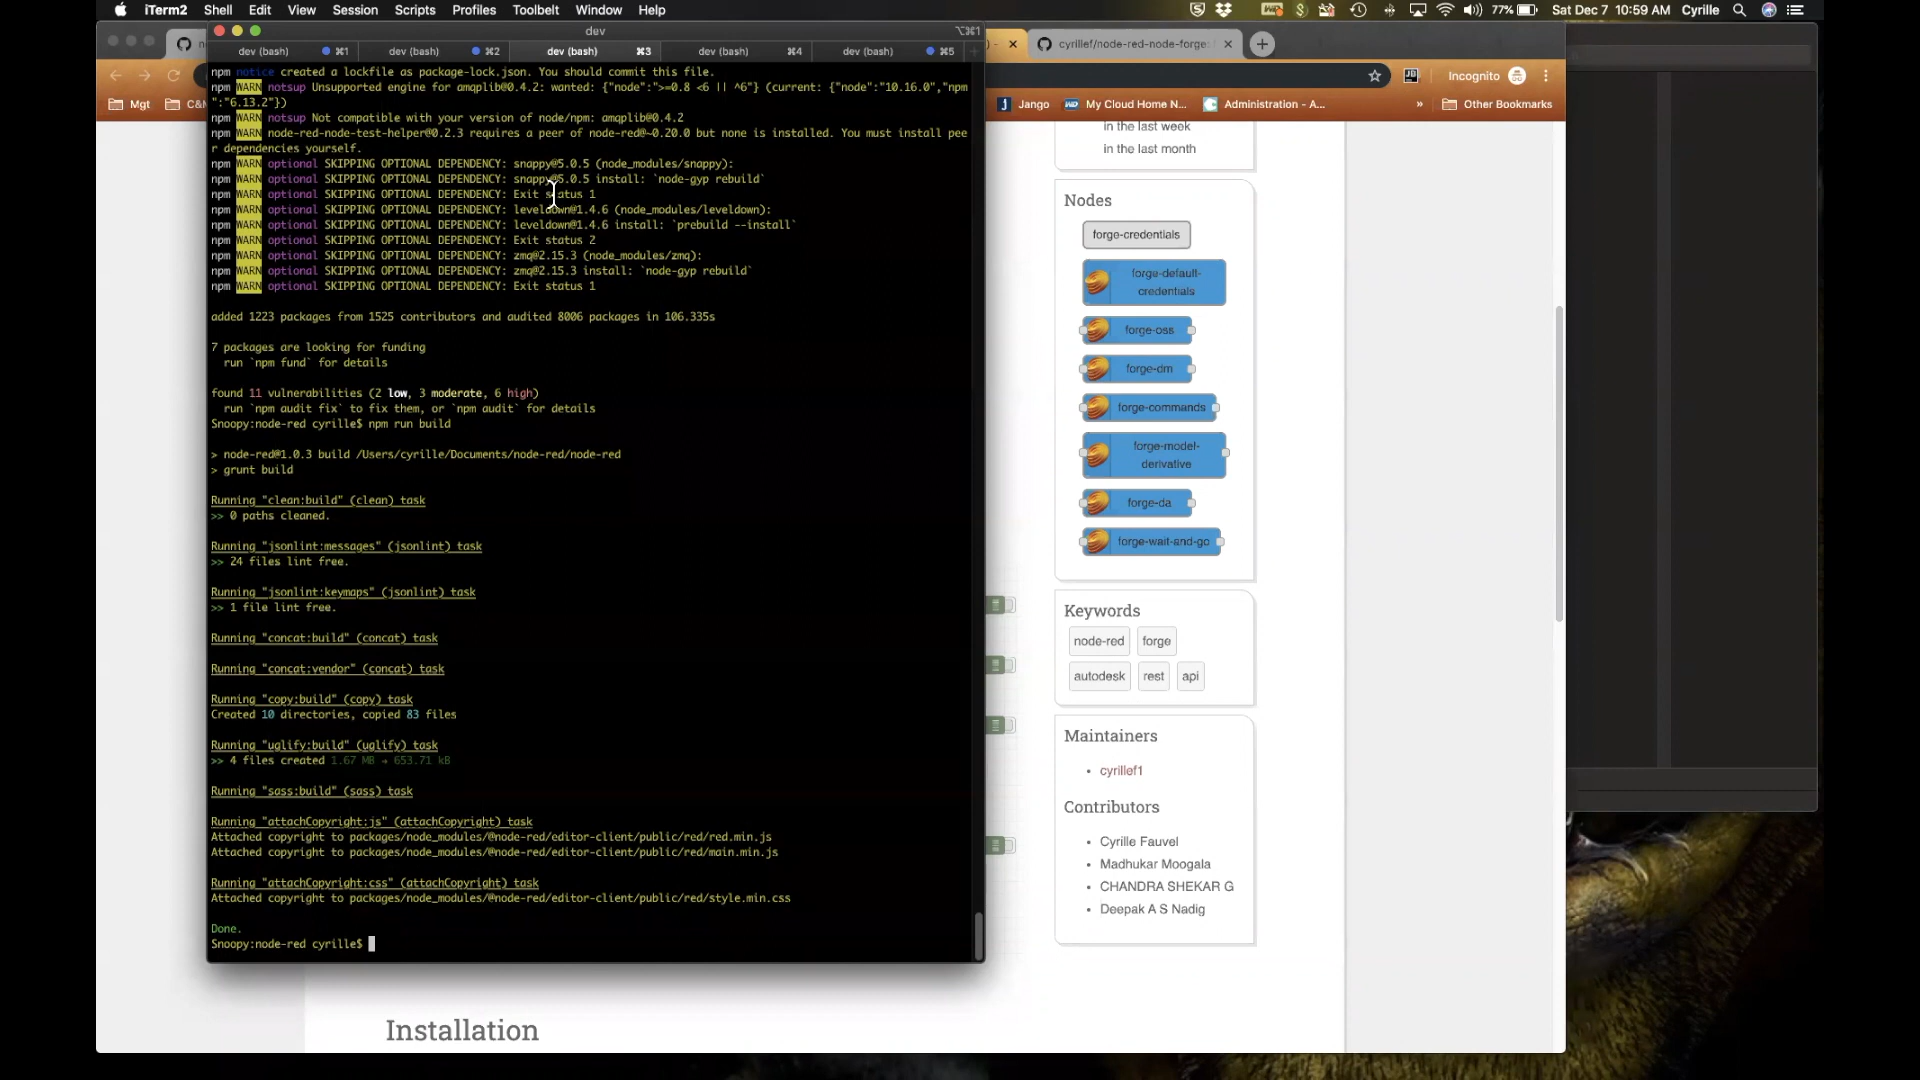 iTerm2 Shell Edit View Session Scripts Profiles Toolbelt Window Help
77% Sat Dec 7 10:59 AM Cyrille
dev ⌥⌘1
dev (bash) ⌘1 dev (bash) ⌘2 dev (bash) ⌘3 dev (bash) ⌘4 dev (bash) ⌘5
cyrillef/node-red-node-forge:
Incognito
Mgt
Jango My Cloud Home N... Administration - A... » Other Bookmarks
npm notice created a lockfile as package-lock.json. You should commit this file.
npm WARN notsup Unsupported engine for amqplib@0.4.2: wanted: {"node":">=0.8 <6 || ^6"} (current: {"node":"10.16.0","npm
":"6.13.2"})
npm WARN notsup Not compatible with your version of node/npm: amqplib@0.4.2
npm WARN node-red-node-test-helper@0.2.3 requires a peer of node-red@~0.20.0 but none is installed. You must install pee
r dependencies yourself.
npm WARN optional SKIPPING OPTIONAL DEPENDENCY: snappy@5.0.5 (node_modules/snappy):
npm WARN optional SKIPPING OPTIONAL DEPENDENCY: snappy@5.0.5 install: `node-gyp rebuild`
npm WARN optional SKIPPING OPTIONAL DEPENDENCY: Exit status 1
npm WARN optional SKIPPING OPTIONAL DEPENDENCY: leveldown@1.4.6 (node_modules/leveldown):
npm WARN optional SKIPPING OPTIONAL DEPENDENCY: leveldown@1.4.6 install: `prebuild --install`
npm WARN optional SKIPPING OPTIONAL DEPENDENCY: Exit status 2
npm WARN optional SKIPPING OPTIONAL DEPENDENCY: zmq@2.15.3 (node_modules/zmq):
npm WARN optional SKIPPING OPTIONAL DEPENDENCY: zmq@2.15.3 install: `node-gyp rebuild`
npm WARN optional SKIPPING OPTIONAL DEPENDENCY: Exit status 1
added 1223 packages from 1525 contributors and audited 8006 packages in 106.335s
7 packages are looking for funding
run `npm fund` for details
found 11 vulnerabilities (2 low, 3 moderate, 6 high)
run `npm audit fix` to fix them, or `npm audit` for details
Snoopy:node-red cyrille$ npm run build
> node-red@1.0.3 build /Users/cyrille/Documents/node-red/node-red
> grunt build
Running "clean:build" (clean) task
>> 0 paths cleaned.
Running "jsonlint:messages" (jsonlint) task
>> 24 files lint free.
Running "jsonlint:keymaps" (jsonlint) task
>> 1 file lint free.
Running "concat:build" (concat) task
Running "concat:vendor" (concat) task
Running "copy:build" (copy) task
Created 10 directories, copied 83 files
Running "uglify:build" (uglify) task
>> 4 files created 1.67 MB → 653.71 kB
Running "sass:build" (sass) task
Running "attachCopyright:js" (attachCopyright) task
Attached copyright to packages/node_modules/@node-red/editor-client/public/red/red.min.js
Attached copyright to packages/node_modules/@node-red/editor-client/public/red/main.min.js
Running "attachCopyright:css" (attachCopyright) task
Attached copyright to packages/node_modules/@node-red/editor-client/public/red/style.min.css
Done.
Snoopy:node-red cyrille$
in the last week
in the last month
Nodes
forge-credentials
forge-default-
credentials
forge-oss
forge-dm
forge-commands
forge-model-
derivative
forge-da
forge-wait-and-go
Keywords
node-red forge
autodesk rest api
Maintainers
cyrillef1
Contributors
Cyrille Fauvel
Madhukar Moogala
CHANDRA SHEKAR G
Deepak A S Nadig
Installation